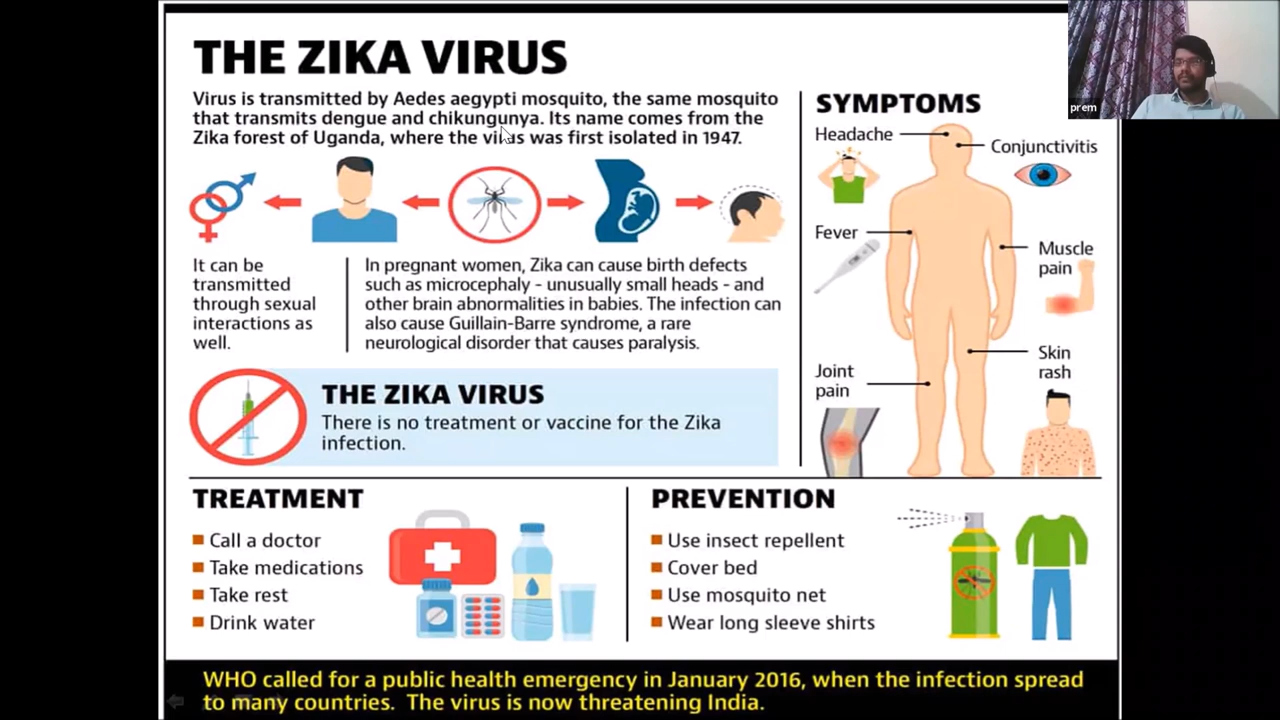 THE ZIKA VIRUS
Virus is transmitted by Aedes aegypti mosquito, the same mosquito
that transmits dengue and chikungunya. Its name comes from the
Zika forest of Uganda, where the virus was first isolated in 1947.
It can be
transmitted
through sexual
interactions as
well.
In pregnant women, Zika can cause birth defects
such as microcephaly - unusually small heads - and
other brain abnormalities in babies. The infection can
also cause Guillain-Barre syndrome, a rare
neurological disorder that causes paralysis.
THE ZIKA VIRUS
There is no treatment or vaccine for the Zika
infection.
prem
SYMPTOMS
Headache
Conjunctivitis
Fever
Muscle
pain
Skin
rash
Joint
pain
TREATMENT
Call a doctor
Take medications
Take rest
Drink water
PREVENTION
Use insect repellent
Cover bed
Use mosquito net
Wear long sleeve shirts
WHO called for a public health emergency in January 2016, when the infection spread
to many countries. The virus is now threatening India.